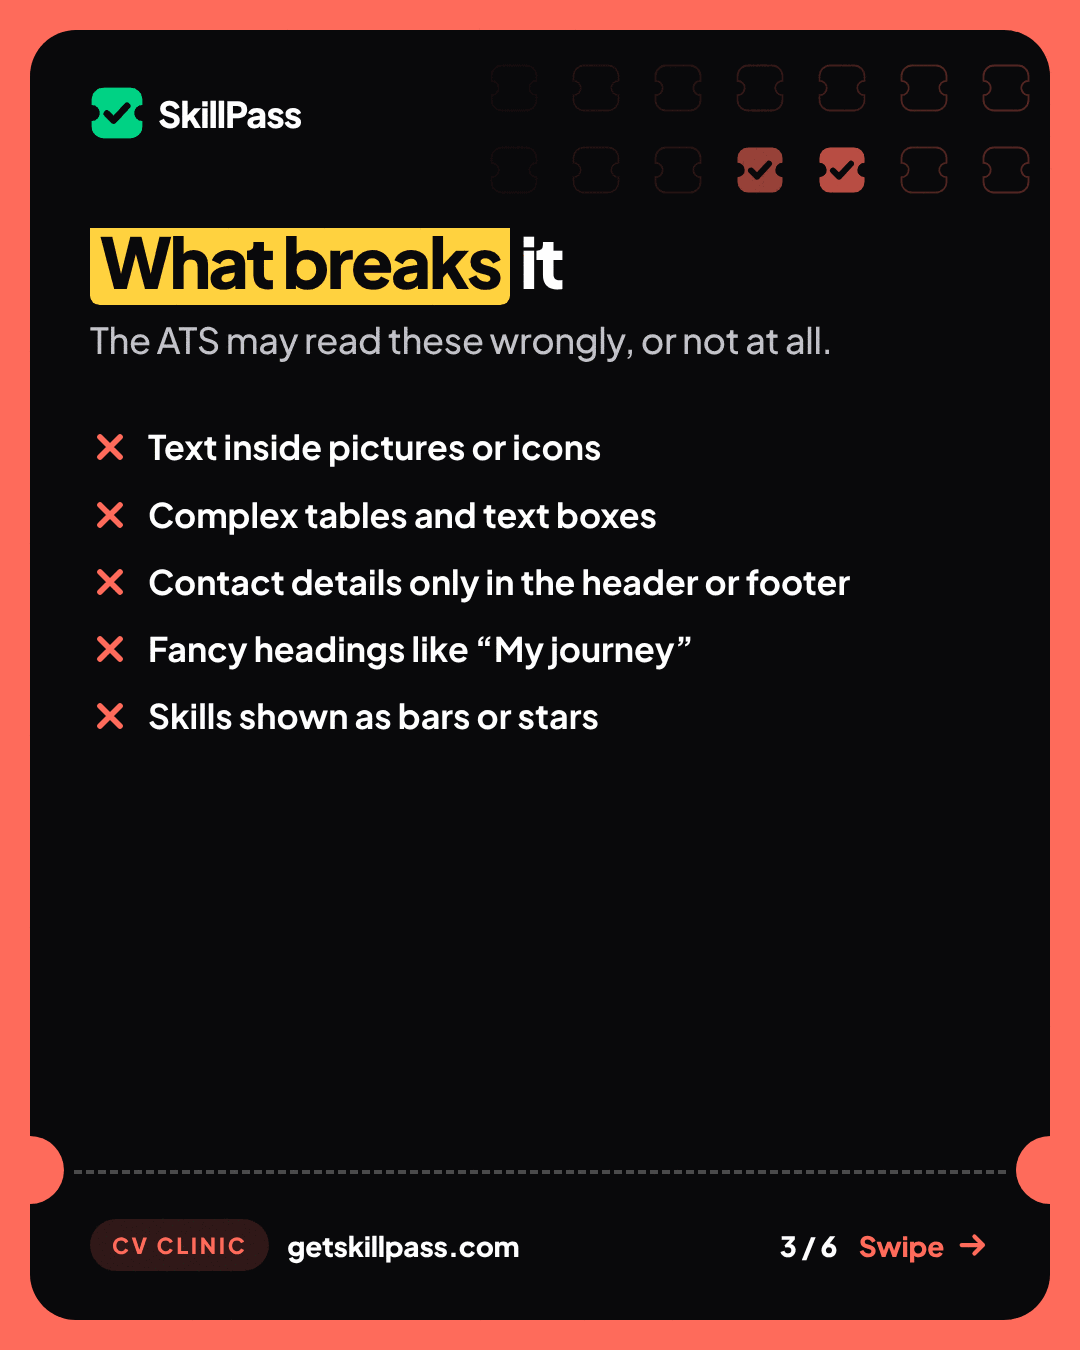 SkillPass
What breaks it
The ATS may read these wrongly, or not at all.
Text inside pictures or icons
Complex tables and text boxes
Contact details only in the header or footer
Fancy headings like “My journey”
Skills shown as bars or stars
CV CLINIC getskillpass.com 3 / 6 Swipe →